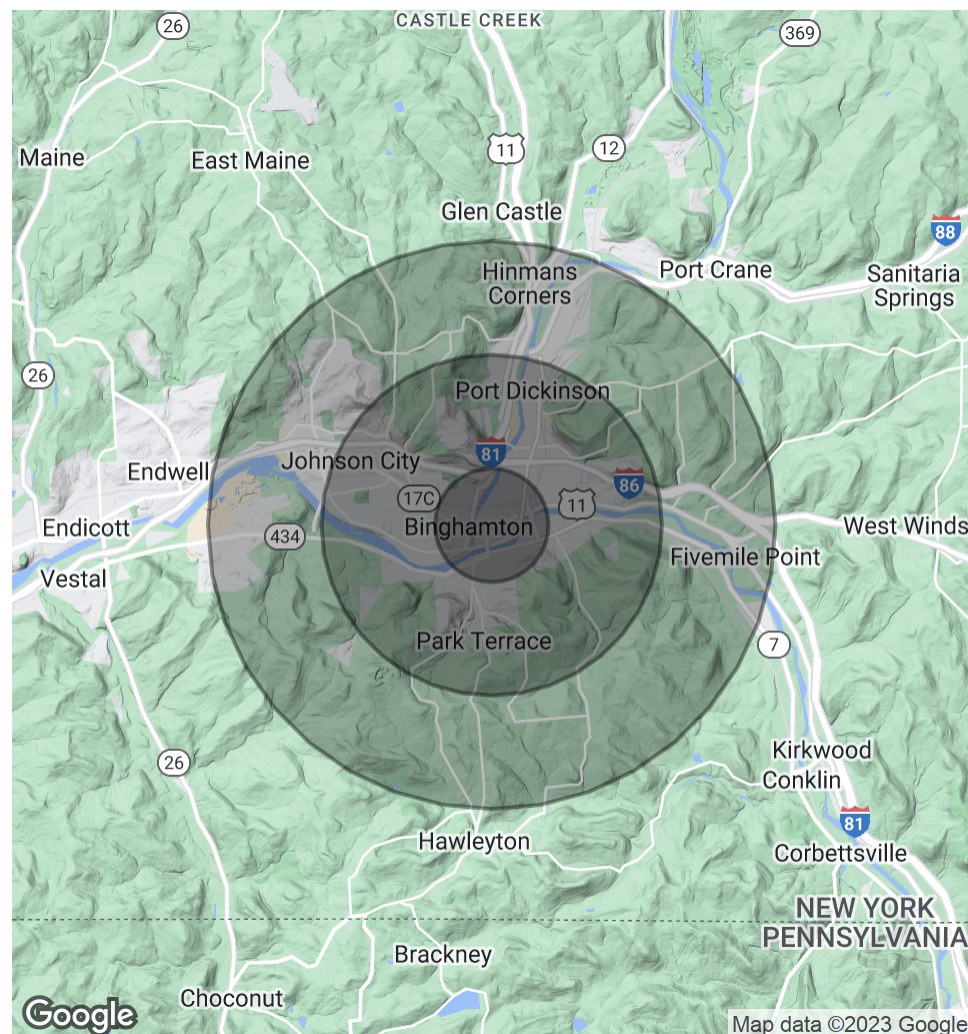 CASTLE CREEK
26
369
11
12
Maine
East Maine
Glen Castle
88
Hinmans
Corners
Port Crane
Sanitaria
Springs
26
Port Dickinson
81
Johnson City
Endwell
86
17C
11
Endicott
434
Binghamton
West Winds
Vestal
Fivemile Point
Park Terrace
7
26
Kirkwood
Conklin
81
Hawleyton
Corbettsville
NEW YORK
PENNSYLVANIA
Brackney
Choconut
Google
Map data ©2023 Google